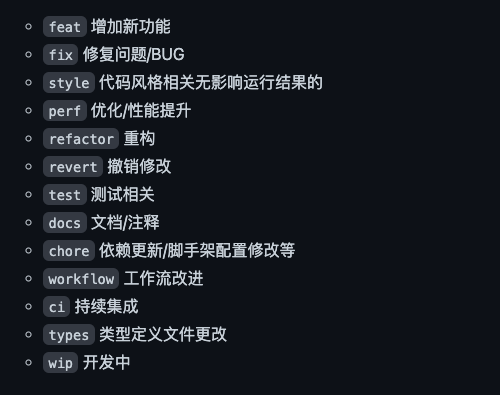 feat 增加新功能
fix 修复问题/BUG
style 代码风格相关无影响运行结果的
perf 优化/性能提升
refactor 重构
revert 撤销修改
test 测试相关
docs 文档/注释
chore 依赖更新/脚手架配置修改等
workflow 工作流改进
ci 持续集成
types 类型定义文件更改
wip 开发中